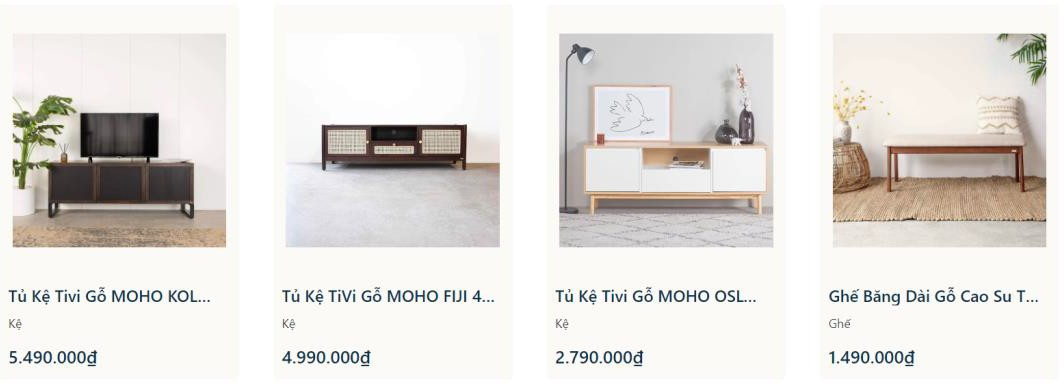 Tủ Kệ Tivi Gỗ MOHO KOL...
Kệ
5.490.000₫
Tủ Kệ TiVi Gỗ MOHO FIJI 4...
Kệ
4.990.000₫
Tủ Kệ Tivi Gỗ MOHO OSL...
Kệ
2.790.000₫
Ghế Băng Dài Gỗ Cao Su T...
Ghế
1.490.000₫